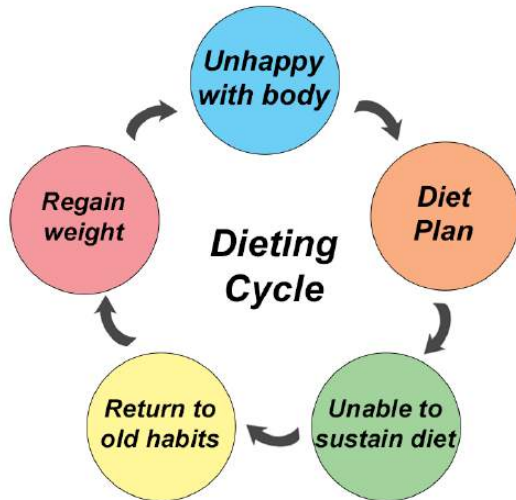 Unhappy
with body
Diet
Plan
Unable to
sustain diet
Return to
old habits
Regain
weight
Dieting
Cycle